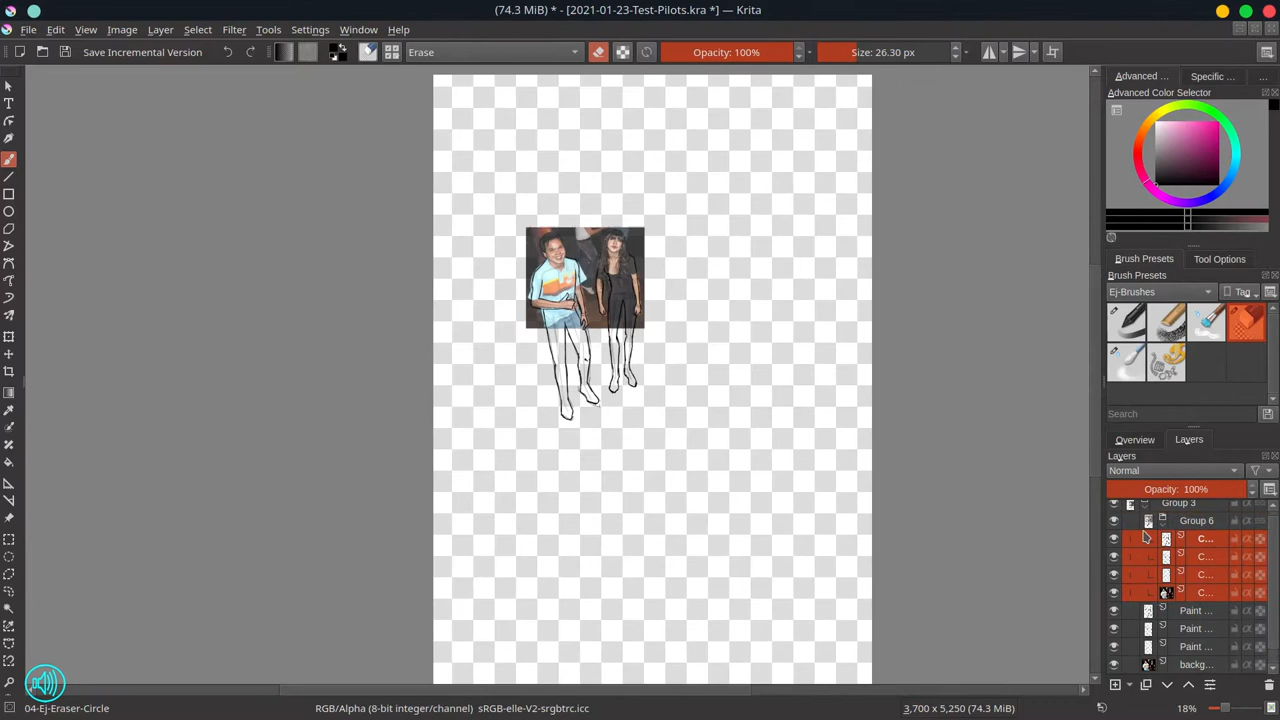 (74.3 MiB) * - [2021-01-23-Test-Pilots.kra *] — Krita
File Edit View Image Layer Select Filter Tools Settings Window Help
Save Incremental Version
Erase
Opacity: 100%
Size: 26.30 px
Advanced ...
Specific ...
...
Advanced Color Selector
Brush Presets
Tool Options
Brush Presets
Ej-Brushes
Tag
Search
Overview
Layers
Layers
Normal
Opacity: 100%
Group 3
Group 6
C...
C...
C...
C...
Paint ...
Paint ...
Paint ...
backg...
04-Ej-Eraser-Circle
RGB/Alpha (8-bit integer/channel) sRGB-elle-V2-srgbtrc.icc
3,700 x 5,250 (74.3 MiB)
18%